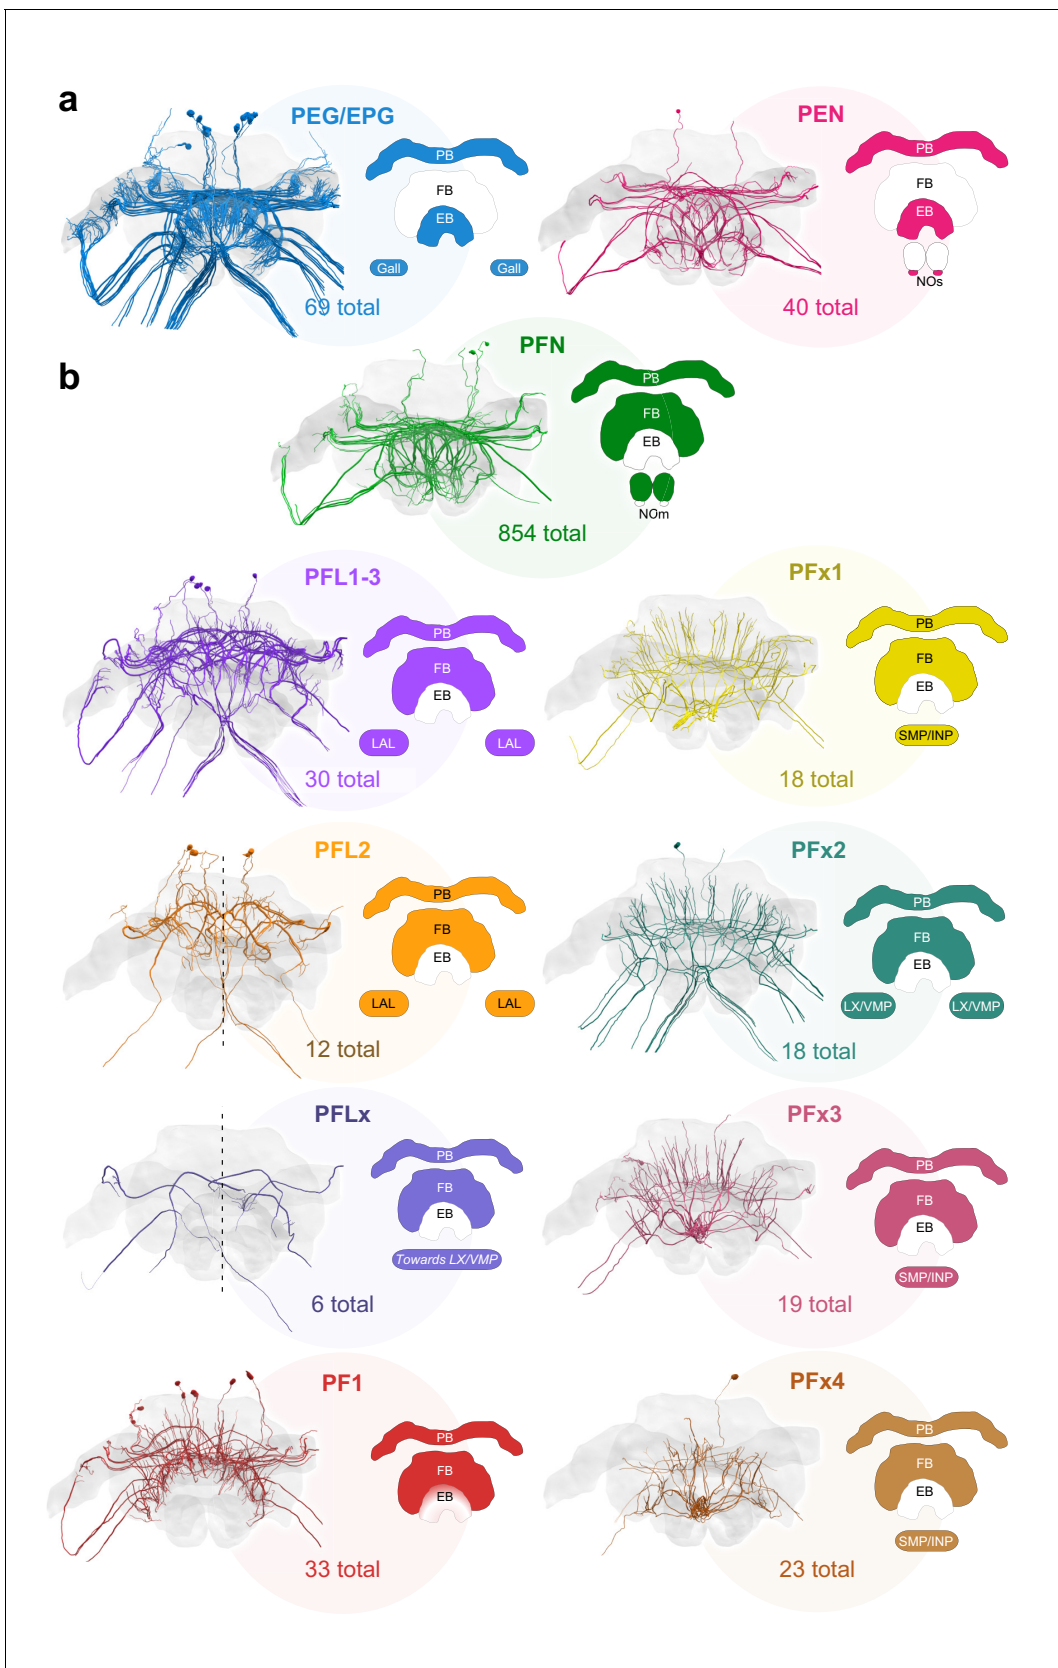 a
PEG/EPG
PB
FB
EB
Gall
Gall
69 total
PEN
PB
FB
EB
NOs
40 total
b
PFN
PB
FB
EB
NOm
854 total
PFL1-3
PB
FB
EB
LAL
LAL
30 total
PFx1
PB
FB
EB
SMP/INP
18 total
PFL2
PB
FB
EB
LAL
LAL
12 total
PFx2
PB
FB
EB
LX/VMP
LX/VMP
18 total
PFLx
PB
FB
EB
Towards LX/VMP
6 total
PFx3
PB
FB
EB
SMP/INP
19 total
PF1
PB
FB
EB
33 total
PFx4
PB
FB
EB
SMP/INP
23 total